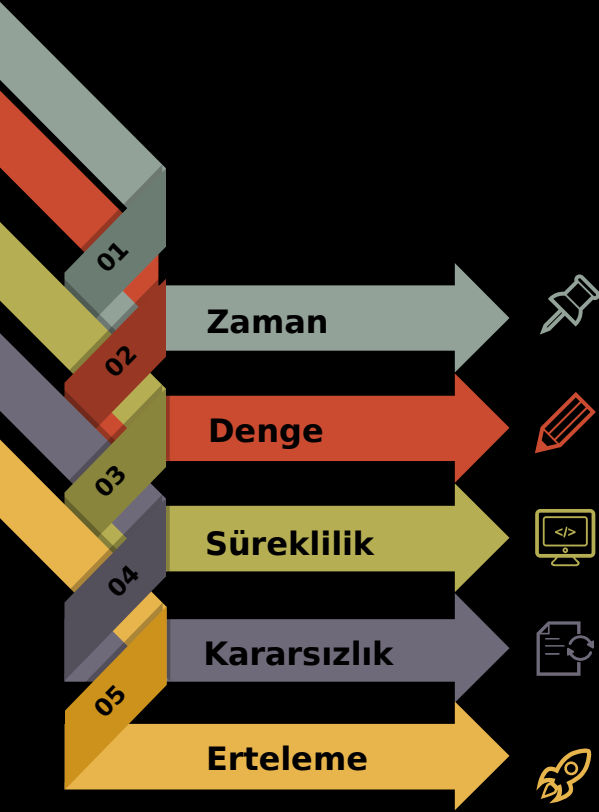 01
Zaman
02
Denge
03
Süreklilik
</>
04
Kararsızlık
05
Erteleme